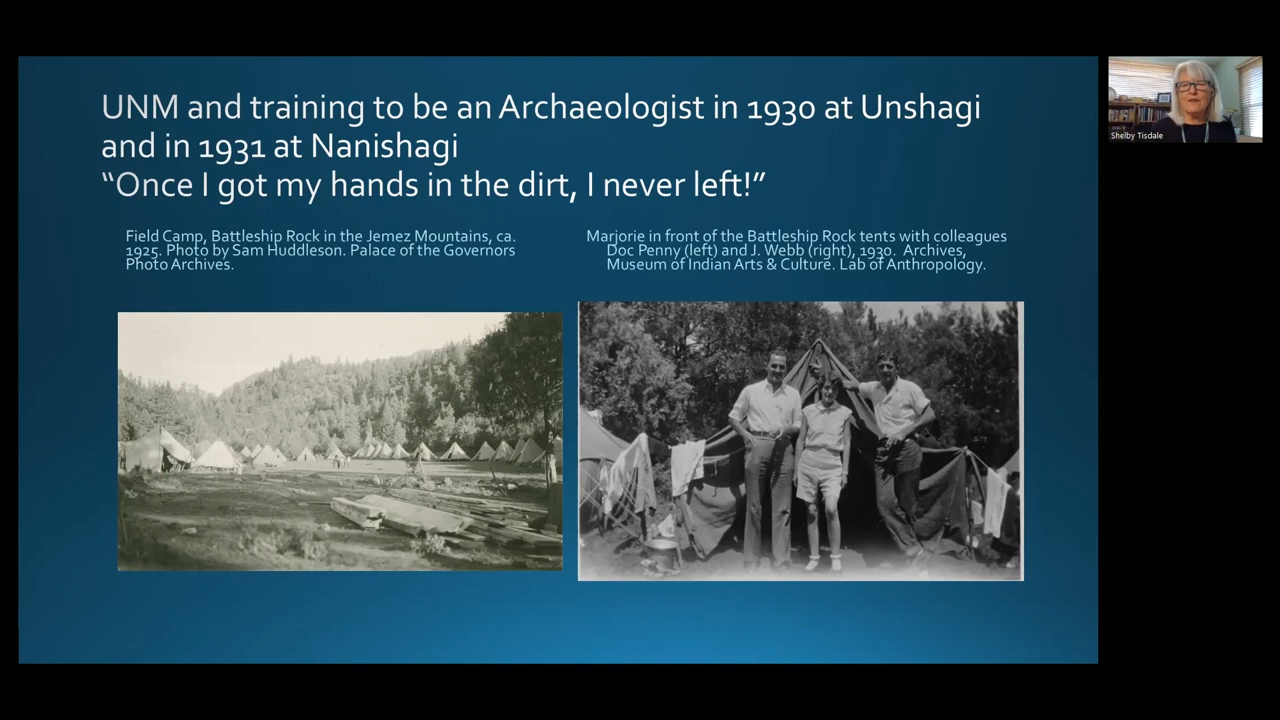 UNM and training to be an Archaeologist in 1930 at Unshagi
and in 1931 at Nanishagi
“Once I got my hands in the dirt, I never left!”
Field Camp, Battleship Rock in the Jemez Mountains, ca.
1925. Photo by Sam Huddleson. Palace of the Governors
Photo Archives.
Marjorie in front of the Battleship Rock tents with colleagues
Doc Penny (left) and J. Webb (right), 1930. Archives,
Museum of Indian Arts & Culture. Lab of Anthropology.
Shelby Tisdale